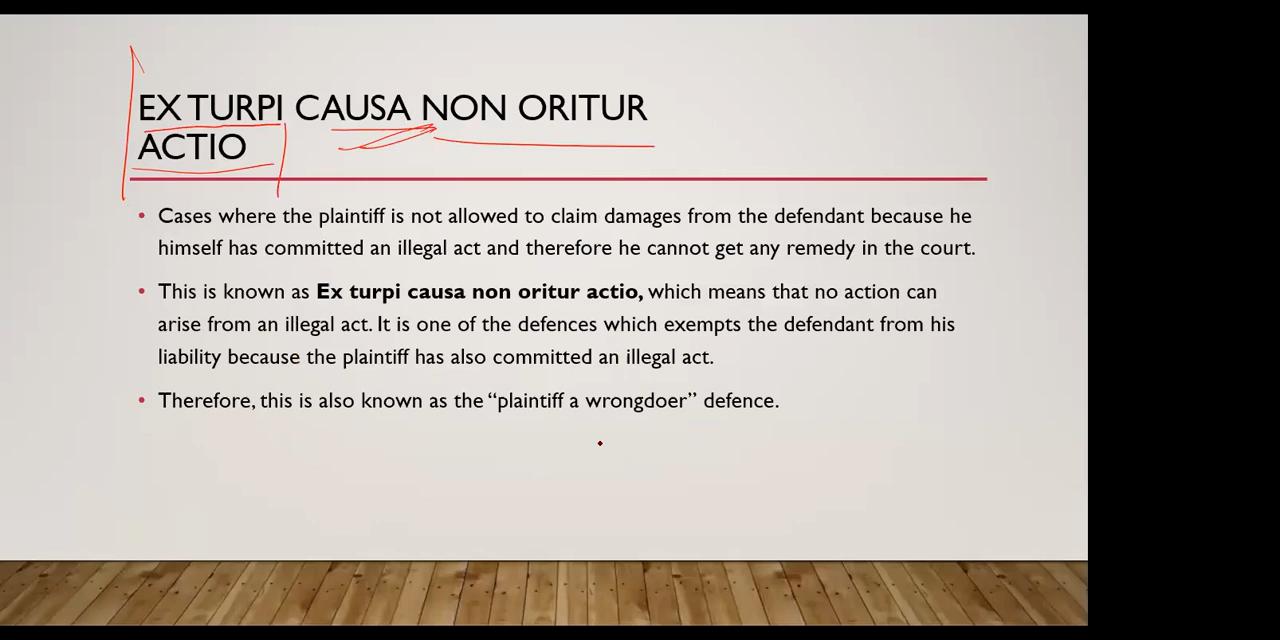 EX TURPI CAUSA NON ORITUR
ACTIO
• Cases where the plaintiff is not allowed to claim damages from the defendant because he
himself has committed an illegal act and therefore he cannot get any remedy in the court.
• This is known as Ex turpi causa non oritur actio, which means that no action can
arise from an illegal act. It is one of the defences which exempts the defendant from his
liability because the plaintiff has also committed an illegal act.
• Therefore, this is also known as the “plaintiff a wrongdoer” defence.